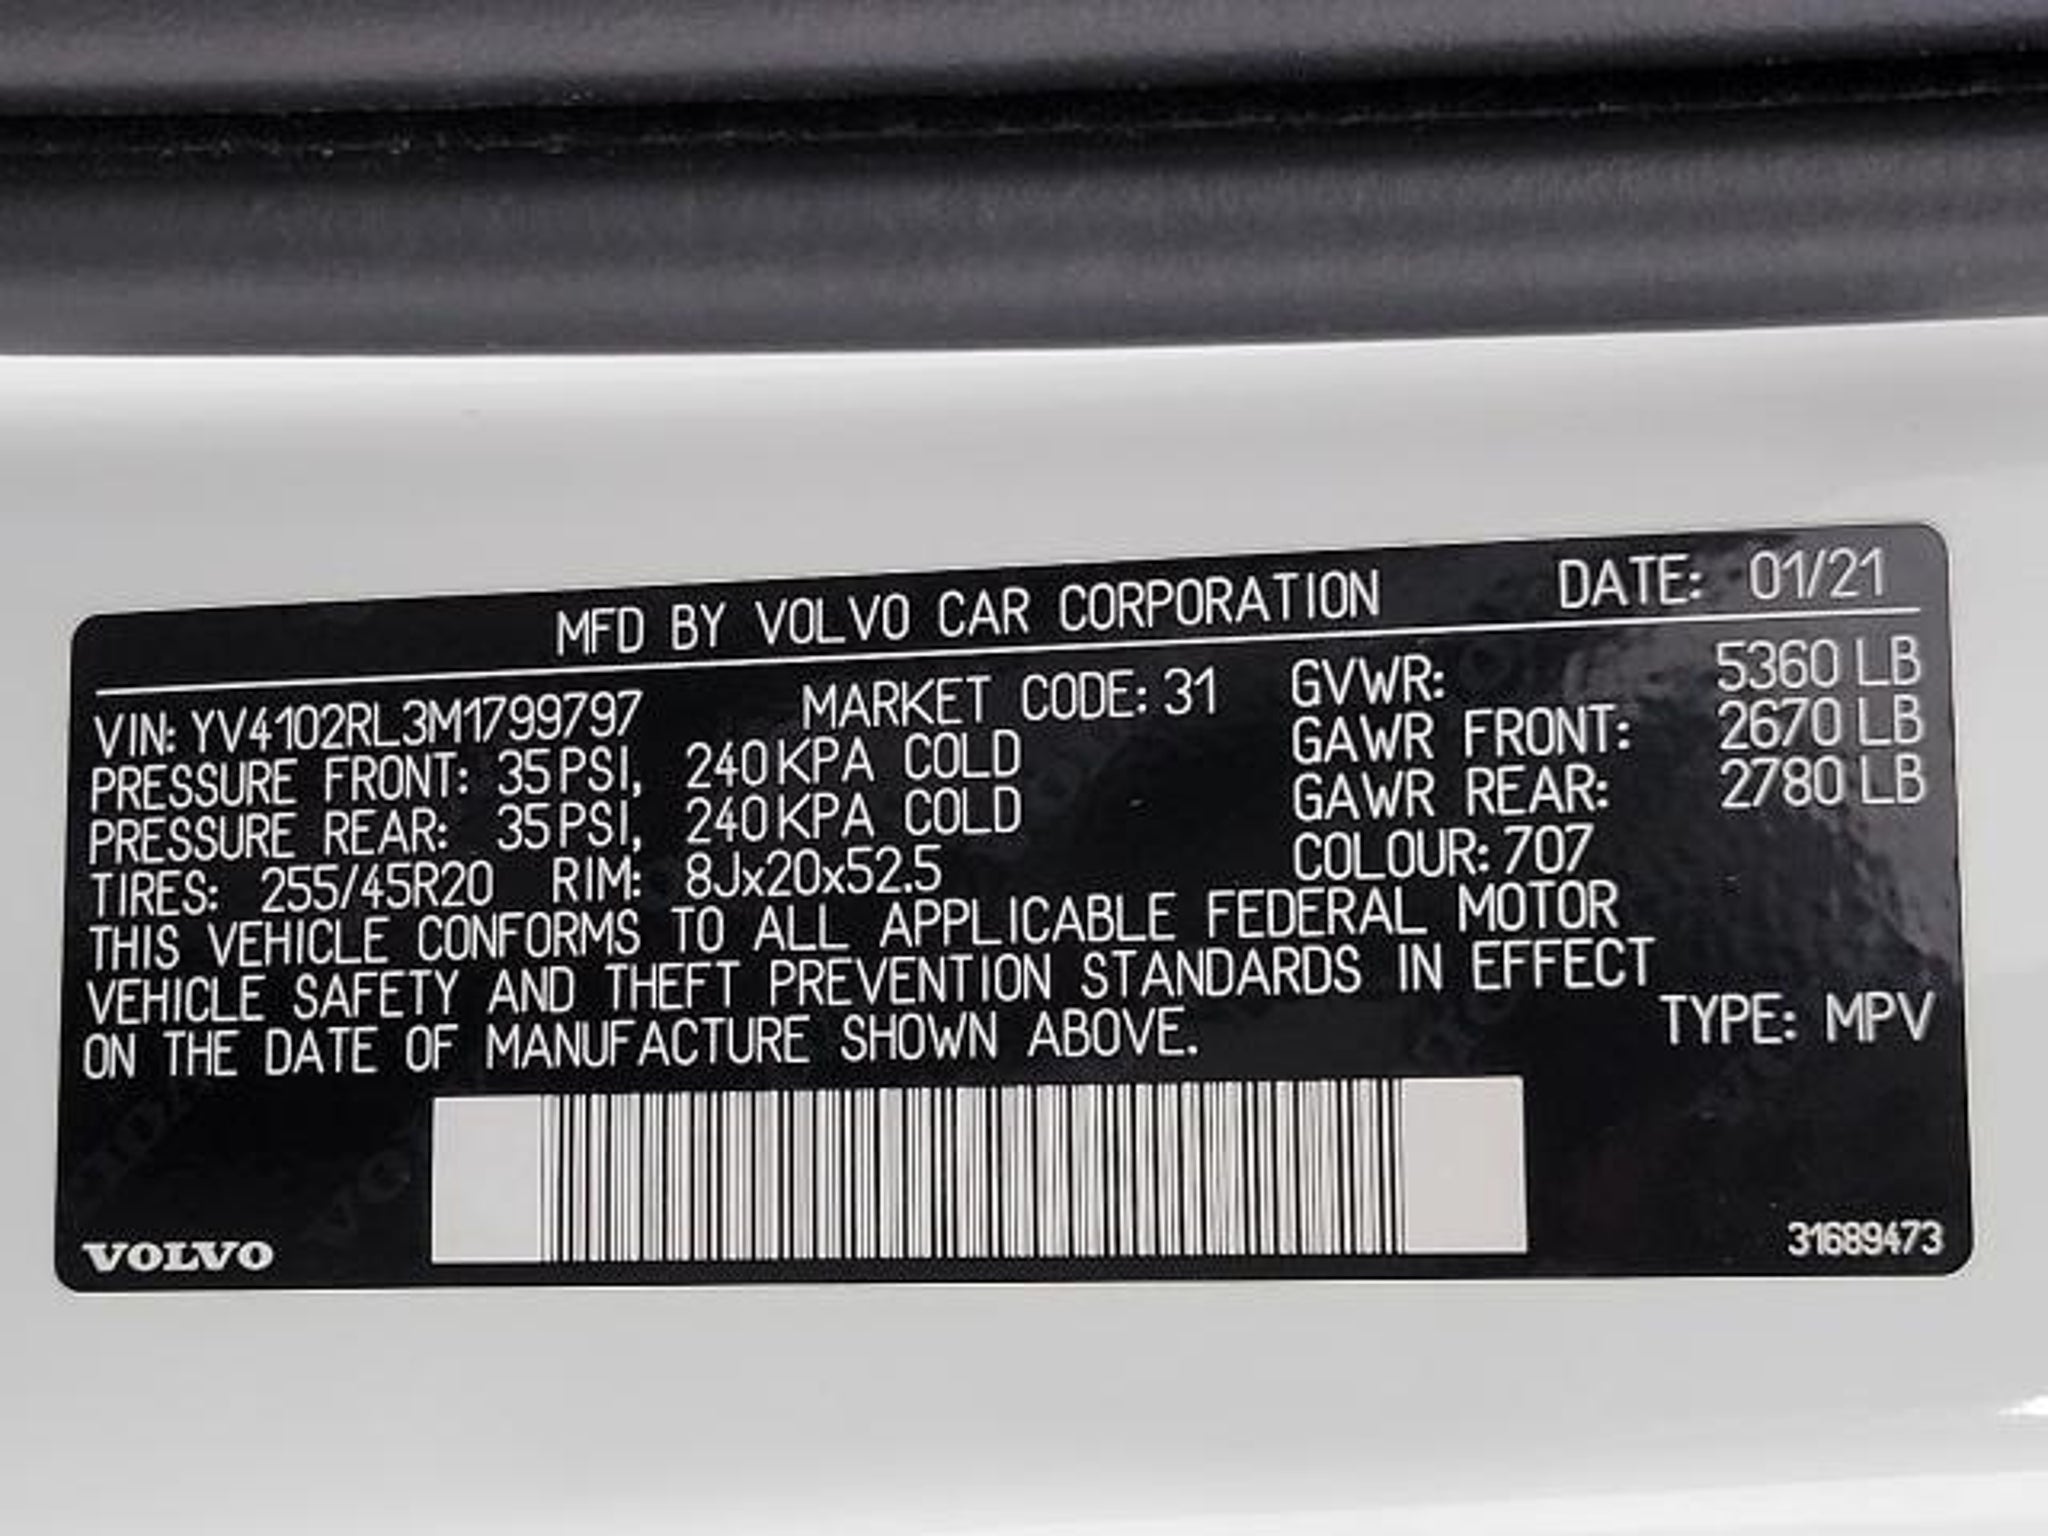 MFD BY VOLVO CAR CORPORATION DATE: 01/21
VIN: YV4102RL3M1799797 MARKET CODE: 31 GVWR: 5360 LB
PRESSURE FRONT: 35 PSI, 240 KPA COLD GAWR FRONT: 2670 LB
PRESSURE REAR: 35 PSI, 240 KPA COLD GAWR REAR: 2780 LB
TIRES: 255/45R20 RIM: 8Jx20x52.5 COLOUR: 707
THIS VEHICLE CONFORMS TO ALL APPLICABLE FEDERAL MOTOR
VEHICLE SAFETY AND THEFT PREVENTION STANDARDS IN EFFECT
ON THE DATE OF MANUFACTURE SHOWN ABOVE. TYPE: MPV
VOLVO 31689473